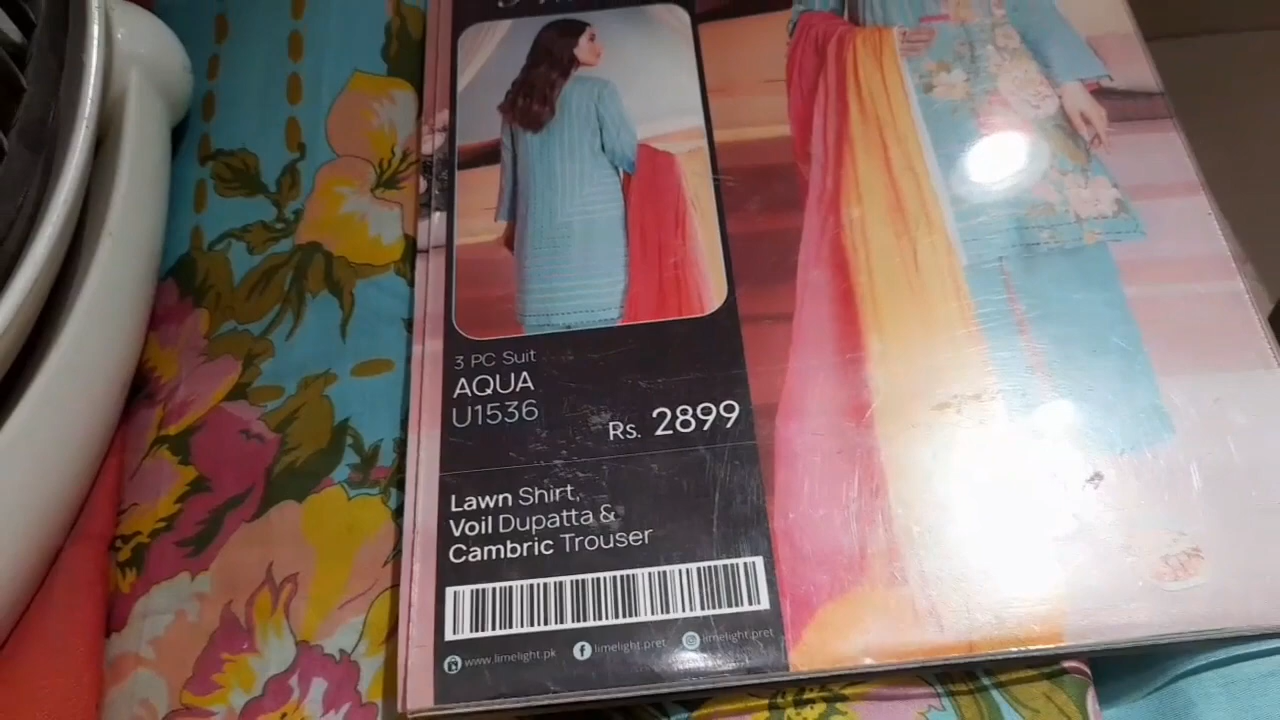 3 PC Suit
AQUA
U1536
Rs. 2899
Lawn Shirt,
Voil Dupatta &
Cambric Trouser
www.limelight.pk
limelight.pret
limelight.pret